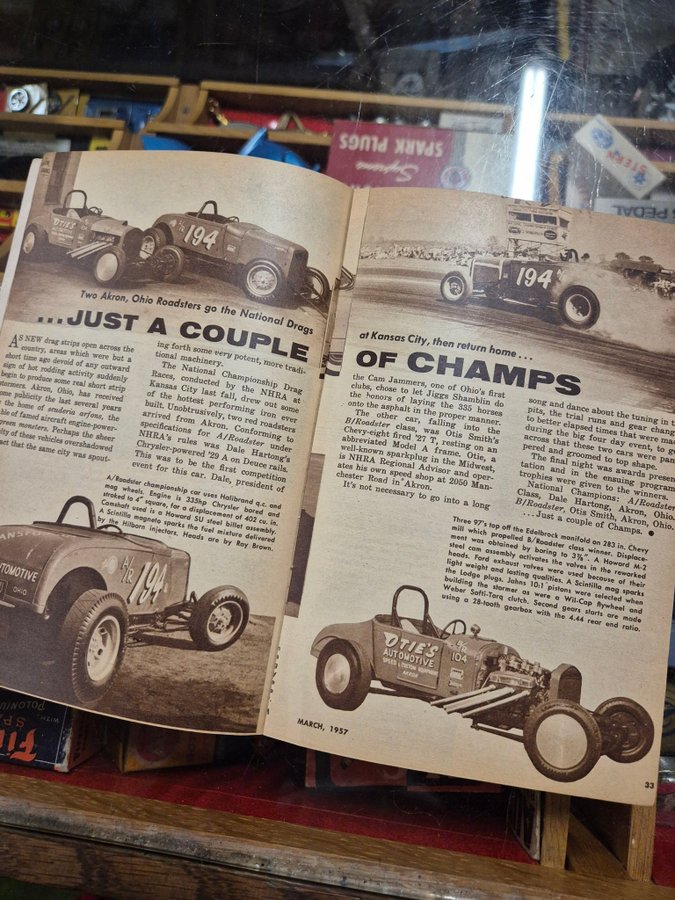 Two Akron, Ohio Roadsters go the National Drags
...JUST A COUPLE
AS NEW drag strips open across the
country, areas which were but a
short time ago devoid of any outward
sign of hot rodding activity suddenly
begin to produce some real short strip
stormers. Akron, Ohio, has received
some publicity the last several years
the home of scuderia arfons, the
of fabled aircraft engine-power-
green monsters. Perhaps the sheer
of these vehicles overshadowed
fact that the same city was spout-
ing forth some very potent, more tradi-
tional machinery.
The National Championship Drag
Races, conducted by the NHRA at
Kansas City last fall, drew out some
of the hottest performing iron ever
built. Unobtrusively, two red roadsters
arrived from Akron. Conforming to
specifications for A/Roadster under
NHRA's rules was Dale Hartong's
Chrysler-powered '29 A on Deuce rails.
This was to be the first competition
event for this car. Dale, president of
A/Roadster championship car uses Halibrand q.c. and
mag wheels. Engine is 335hp Chrysler bored and
stroked to 4" square, for a displacement of 402 cu. in.
Camshaft used is Howard SU steel billet assembly.
A Scintilla magneto sparks the fuel mixture delivered
by the Hilborn injectors. Heads are by Ray Brown.
at Kansas City, then return home...
OF CHAMPS
the Cam Jammers, one of Ohio's first
clubs, chose to let Jiggs Shamblin do
the honors of laying the 335 horses
onto the asphalt in the proper manner.
The other car, falling into the
B/Roadster class, was Otis Smith's
Chevy-eight fired '27 T, resting on an
abbreviated Model A frame. Otie, a
well-known sparkplug in the Midwest,
is NHRA Regional Advisor and oper-
ates his own speed shop at 2050 Man-
chester Road in Akron.
It's not necessary to go into a long
song and dance about the tuning in t
pits, the trial runs and gear chang
to better elapsed times that were ma
during the big four day event, to g
across that these two cars were pam
pered and groomed to top shape.
The final night was awards presen
tation and in the ensuing program
trophies were given to the winners.
National Champions: A/Roadster
Class, Dale Hartong, Akron, Ohio
B/Roadster, Otis Smith, Akron, Ohio.
...Just a couple of Champs. ●
Three 97's top off the Edelbrock manifold on 283 in. Chevy
mill which propelled B/Roadster class winner. Displace-
ment was obtained by boring to 3⅞". A Howard M-2
steel cam assembly activates the valves in the reworked
heads. Ford exhaust valves were used because of their
light weight and lasting qualities. A Scintilla mag sparks
the Lodge plugs. Jahns 10:1 pistons were selected when
building the stormer as were a Wil-Cap flywheel and
Weber Safti-Torq clutch. Second gears starts are made
using a 28-tooth gearbox with the 4.44 rear end ratio.
MARCH, 1957
33
194
194
A/R
194
AUTOMOTIVE
OHIO
OTIE'S
AUTOMOTIVE
SPEED & CUSTOM EQUIPMENT
AKRON
104
OTIE'S
Supreme
SPARK PLUGS
STERN
PEDAL
WITH
POLONIUM